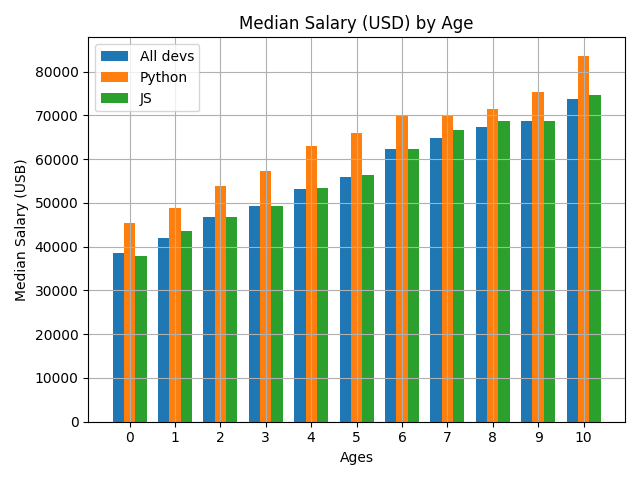 Median Salary (USD) by Age
All devs
Python
JS
Median Salary (USB)
80000
70000
60000
50000
40000
30000
20000
10000
0
0 1 2 3 4 5 6 7 8 9 10
Ages